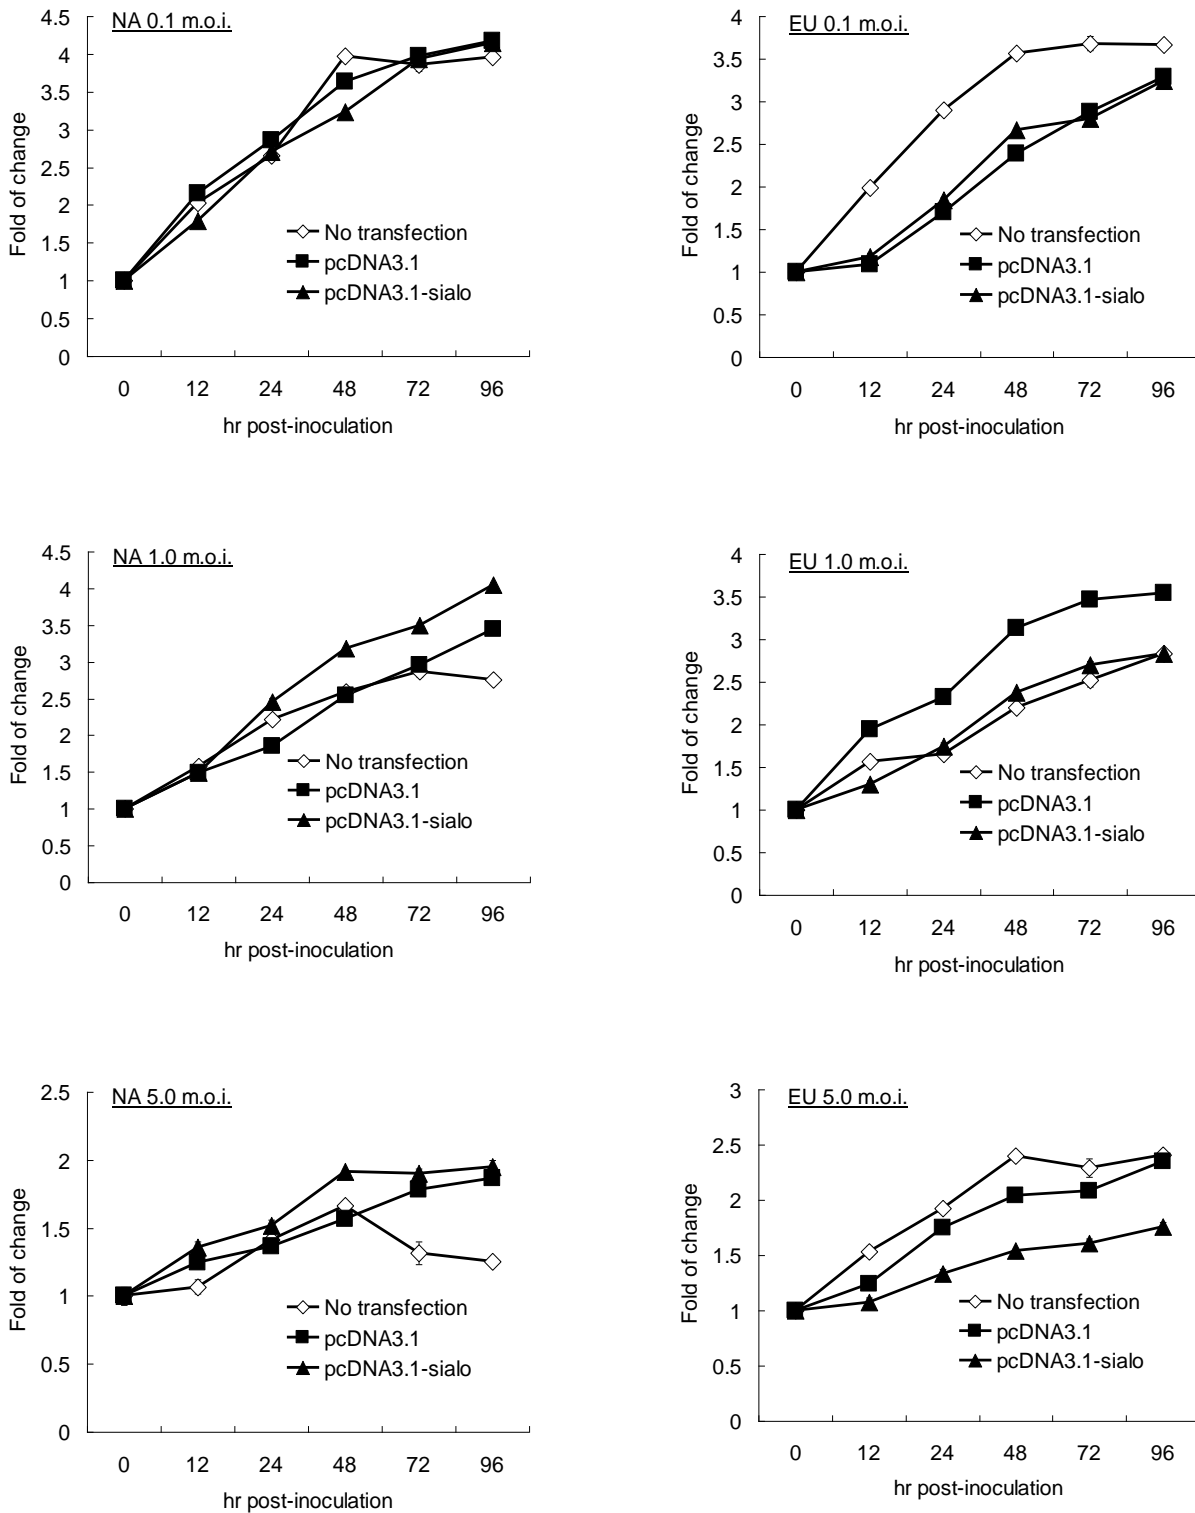 NA 0.1 m.o.i.
4.5
4
3.5
3
2.5
2
1.5
1
0.5
0
Fold of change
No transfection
pcDNA3.1
pcDNA3.1-sialo
0 12 24 48 72 96
hr post-inoculation
EU 0.1 m.o.i.
4
3.5
3
2.5
2
1.5
1
0.5
0
Fold of change
No transfection
pcDNA3.1
pcDNA3.1-sialo
0 12 24 48 72 96
hr post-inoculation
NA 1.0 m.o.i.
4.5
4
3.5
3
2.5
2
1.5
1
0.5
0
Fold of change
No transfection
pcDNA3.1
pcDNA3.1-sialo
0 12 24 48 72 96
hr post-inoculation
EU 1.0 m.o.i.
4
3.5
3
2.5
2
1.5
1
0.5
0
Fold of change
No transfection
pcDNA3.1
pcDNA3.1-sialo
0 12 24 48 72 96
hr post-inoculation
NA 5.0 m.o.i.
2.5
2
1.5
1
0.5
0
Fold of change
No transfection
pcDNA3.1
pcDNA3.1-sialo
0 12 24 48 72 96
hr post-inoculation
EU 5.0 m.o.i.
3
2.5
2
1.5
1
0.5
0
Fold of change
No transfection
pcDNA3.1
pcDNA3.1-sialo
0 12 24 48 72 96
hr post-inoculation